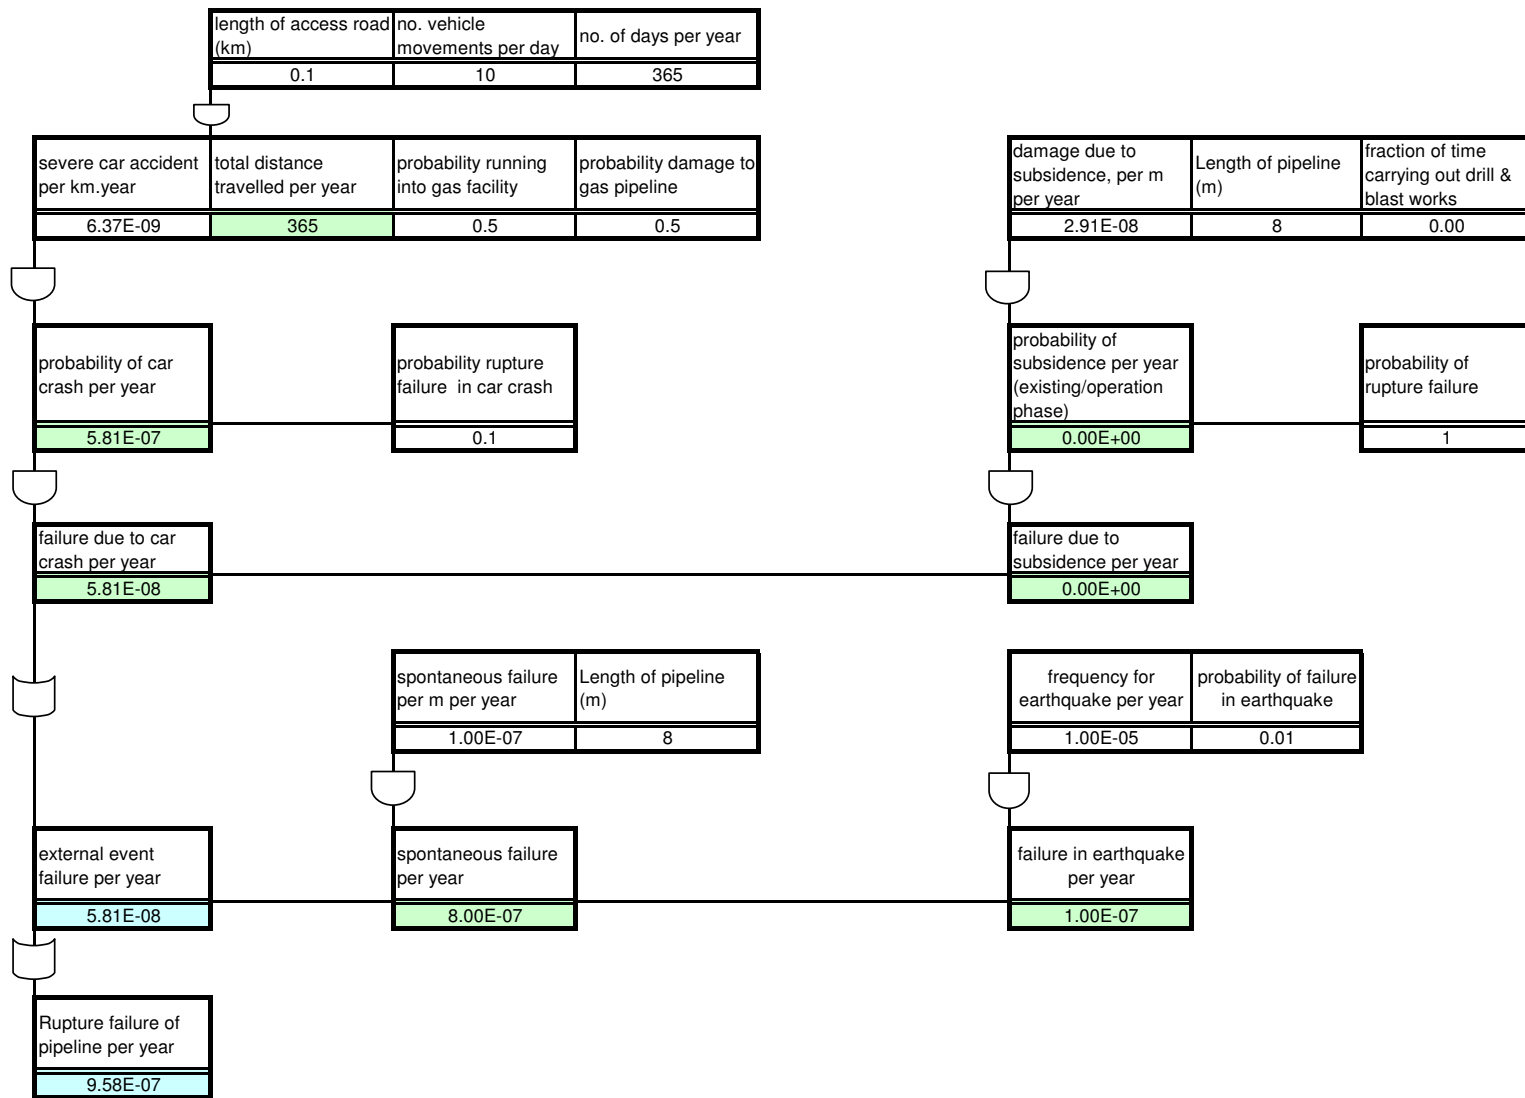 length of access road (km)
no. vehicle movements per day
no. of days per year
0.1
10
365
severe car accident per km.year
total distance travelled per year
probability running into gas facility
probability damage to gas pipeline
6.37E-09
365
0.5
0.5
damage due to subsidence, per m per year
Length of pipeline (m)
fraction of time carrying out drill & blast works
2.91E-08
8
0.00
probability of car crash per year
5.81E-07
probability rupture failure in car crash
0.1
probability of subsidence per year (existing/operation phase)
0.00E+00
probability of rupture failure
1
failure due to car crash per year
5.81E-08
failure due to subsidence per year
0.00E+00
spontaneous failure per m per year
Length of pipeline (m)
1.00E-07
8
frequency for earthquake per year
probability of failure in earthquake
1.00E-05
0.01
external event failure per year
5.81E-08
spontaneous failure per year
8.00E-07
failure in earthquake per year
1.00E-07
Rupture failure of pipeline per year
9.58E-07